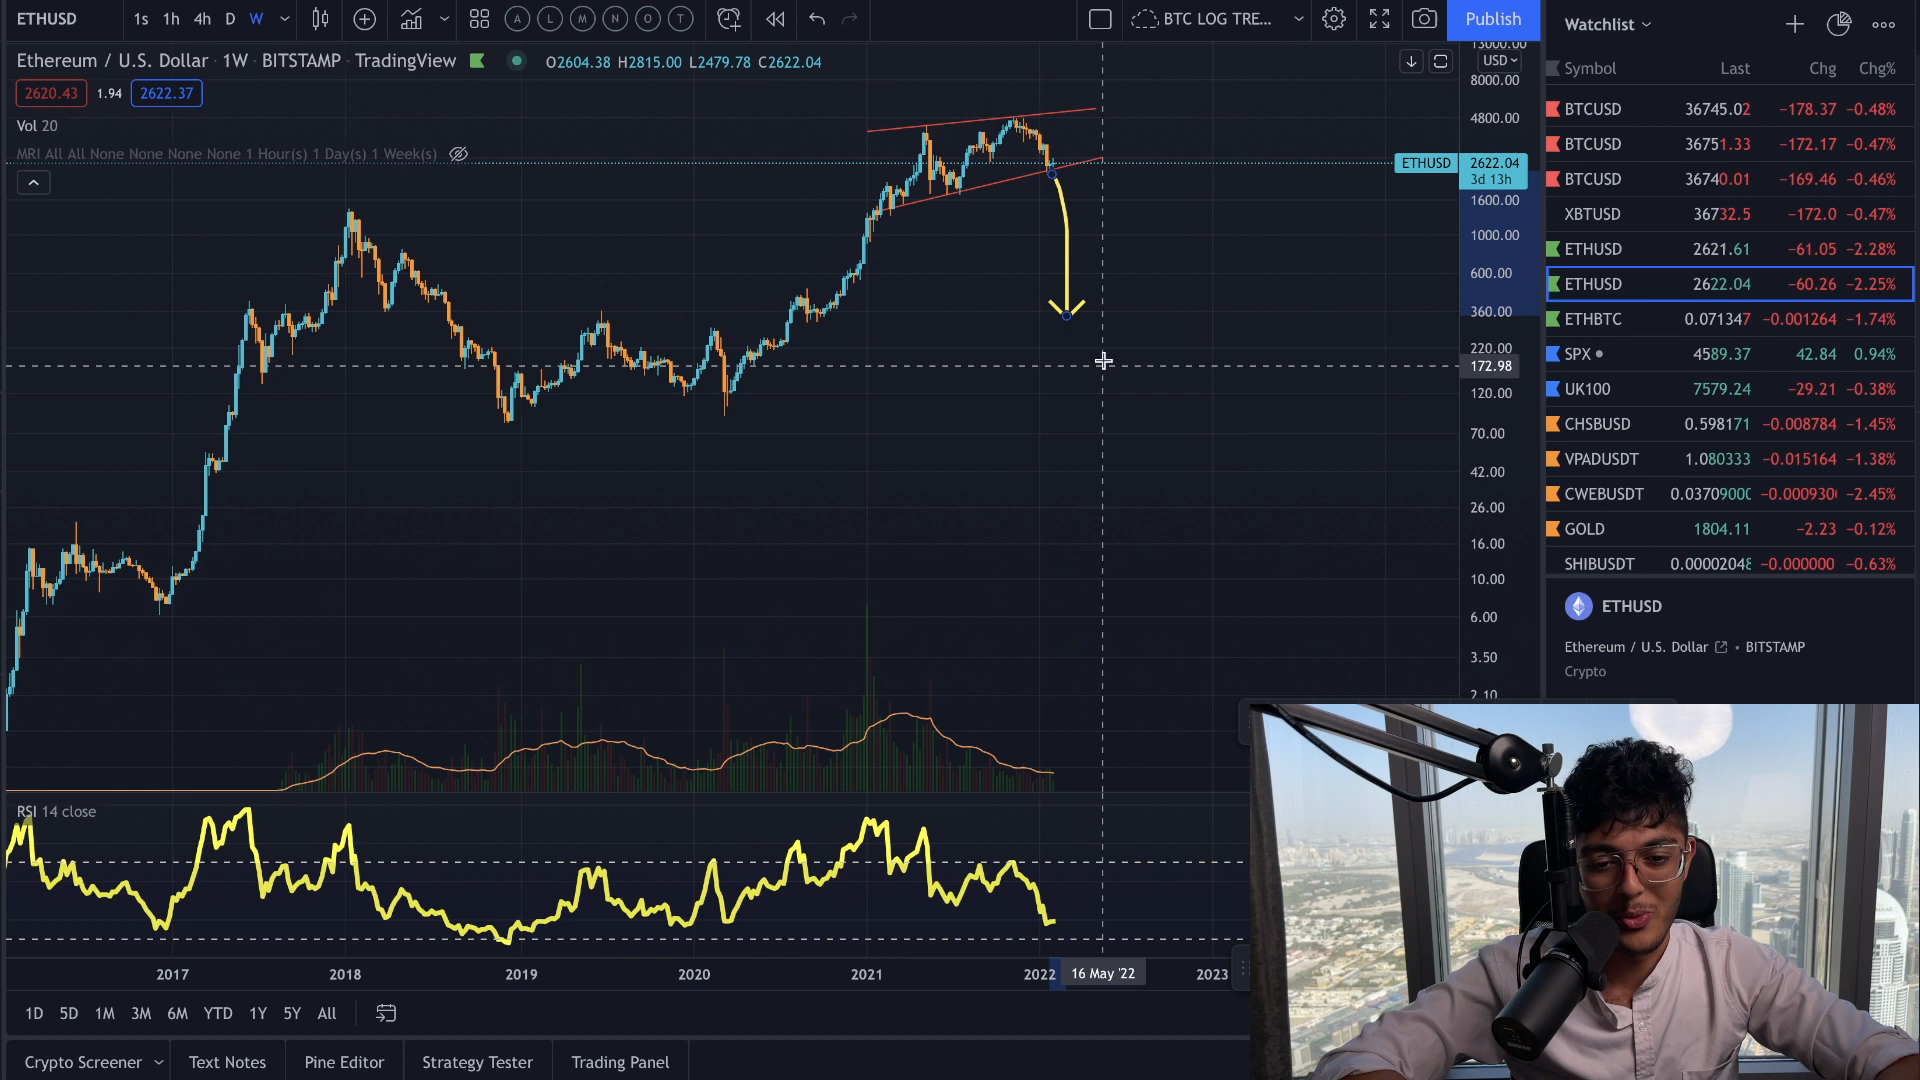 ETHUSD 1s 1h 4h D W A L M N O T BTC LOG TRE... Publish
Ethereum / U.S. Dollar · 1W · BITSTAMP · TradingView O2604.38 H2815.00 L2479.78 C2622.04
2620.43 1.94 2622.37
Vol 20
MRI All All None None None None 1 Hour(s) 1 Day(s) 1 Week(s)
13000.00
USD
8000.00
4800.00
ETHUSD 2622.04
3d 13h
1600.00
1000.00
600.00
360.00
220.00
172.98
120.00
70.00
42.00
26.00
16.00
10.00
6.00
3.50
2.10
RSI 14 close
2017 2018 2019 2020 2021 2022 16 May '22 2023
1D 5D 1M 3M 6M YTD 1Y 5Y All
Crypto Screener Text Notes Pine Editor Strategy Tester Trading Panel
Watchlist
Symbol Last Chg Chg%
BTCUSD 36745.02 −178.37 −0.48%
BTCUSD 36751.33 −172.17 −0.47%
BTCUSD 36740.01 −169.46 −0.46%
XBTUSD 36732.5 −172.0 −0.47%
ETHUSD 2621.61 −61.05 −2.28%
ETHUSD 2622.04 −60.26 −2.25%
ETHBTC 0.071347 −0.001264 −1.74%
SPX 4589.37 42.84 0.94%
UK100 7579.24 −29.21 −0.38%
CHSBUSD 0.598171 −0.008784 −1.45%
VPADUSDT 1.080333 −0.015164 −1.38%
CWEBUSDT 0.03709000 −0.000930 −2.45%
GOLD 1804.11 −2.23 −0.12%
SHIBUSDT 0.00002048 −0.000000 −0.63%
ETHUSD
Ethereum / U.S. Dollar • BITSTAMP
Crypto